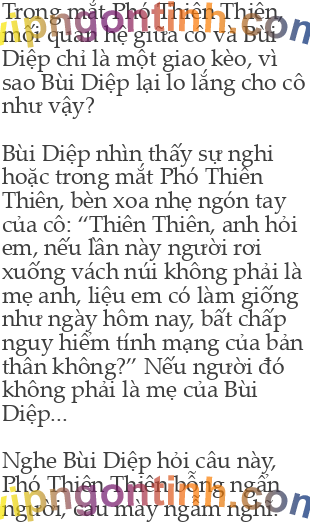 Trong mắt Phó Thiên Thiên,
mối quan hệ giữa cô và Bùi
Diệp chỉ là một giao kèo, vì
sao Bùi Diệp lại lo lắng cho cô
như vậy?
Bùi Diệp nhìn thấy sự nghi
hoặc trong mắt Phó Thiên
Thiên, bèn xoa nhẹ ngón tay
của cô: “Thiên Thiên, anh hỏi
em, nếu lần này người rơi
xuống vách núi không phải là
mẹ anh, liệu em có làm giống
như ngày hôm nay, bất chấp
nguy hiểm tính mạng của bản
thân không?” Nếu người đó
không phải là mẹ của Bùi
Diệp...
Nghe Bùi Diệp hỏi câu này,
Phó Thiên Thiên bỗng ngẩn
người, cau mày ngẫm nghĩ.
vipngontinh.com
vipngontinh.com